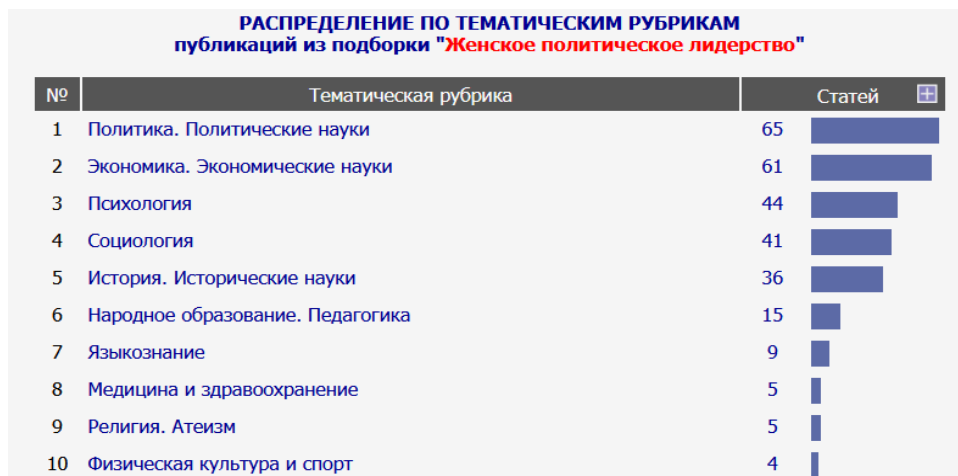 РАСПРЕДЕЛЕНИЕ ПО ТЕМАТИЧЕСКИМ РУБРИКАМ
публикаций из подборки "Женское политическое лидерство"
№ Тематическая рубрика Статей
1 Политика. Политические науки 65
2 Экономика. Экономические науки 61
3 Психология 44
4 Социология 41
5 История. Исторические науки 36
6 Народное образование. Педагогика 15
7 Языкознание 9
8 Медицина и здравоохранение 5
9 Религия. Атеизм 5
10 Физическая культура и спорт 4